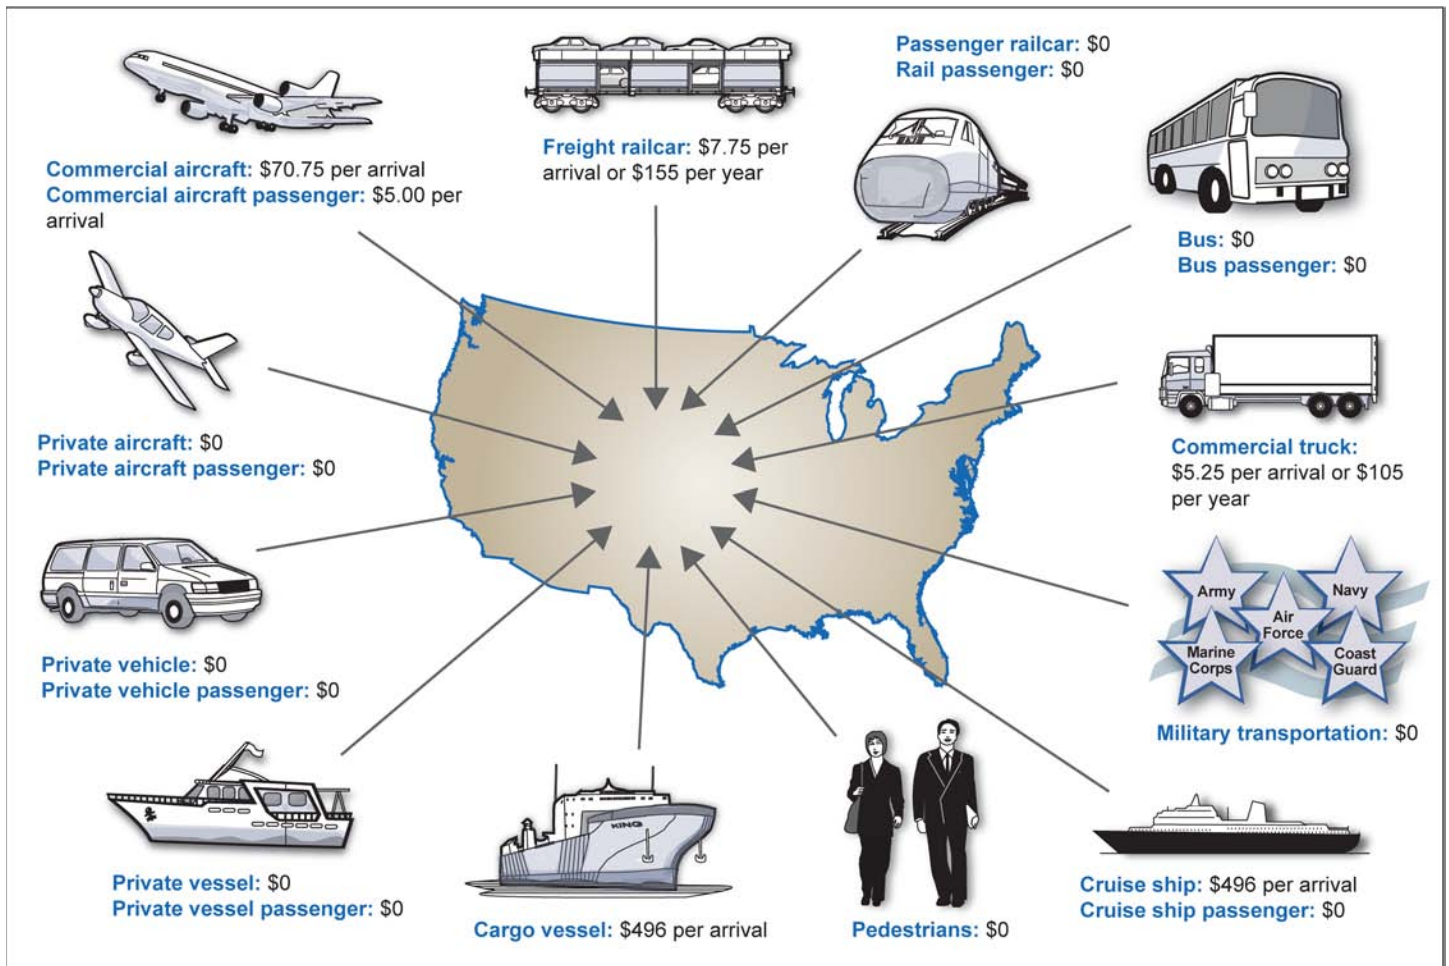 Commercial aircraft: $70.75 per arrival
Commercial aircraft passenger: $5.00 per
arrival
Freight railcar: $7.75 per
arrival or $155 per year
Passenger railcar: $0
Rail passenger: $0
Bus: $0
Bus passenger: $0
Private aircraft: $0
Private aircraft passenger: $0
Commercial truck:
$5.25 per arrival or $105
per year
Private vehicle: $0
Private vehicle passenger: $0
Army
Navy
Air
Force
Marine
Corps
Coast
Guard
Military transportation: $0
Private vessel: $0
Private vessel passenger: $0
KING
Cargo vessel: $496 per arrival
Pedestrians: $0
Cruise ship: $496 per arrival
Cruise ship passenger: $0